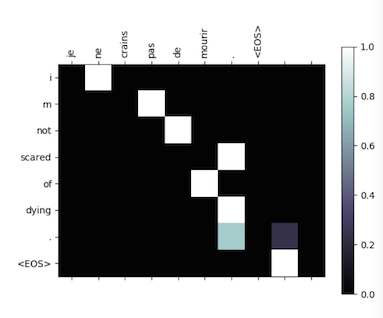 je ne crains pas de mourir . <EOS>
i
m
not
scared
of
dying
.
<EOS>
1.0
0.8
0.6
0.4
0.2
0.0